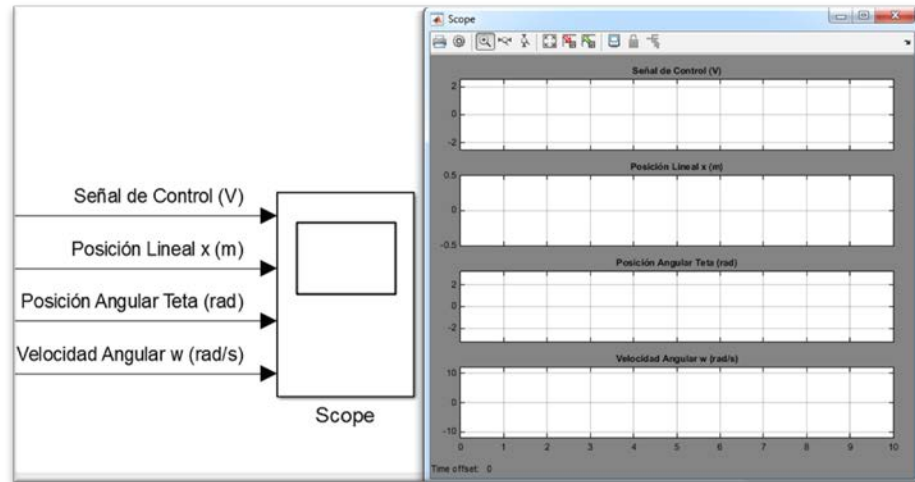 Señal de Control (V)
Posición Lineal x (m)
Posición Angular Teta (rad)
Velocidad Angular w (rad/s)
Scope
Scope
Señal de Control (V)
2
0
-2
Posición Lineal x (m)
0.5
0
-0.5
Posición Angular Teta (rad)
2
0
-2
Velocidad Angular w (rad/s)
10
0
-10
0 1 2 3 4 5 6 7 8 9 10
Time offset: 0